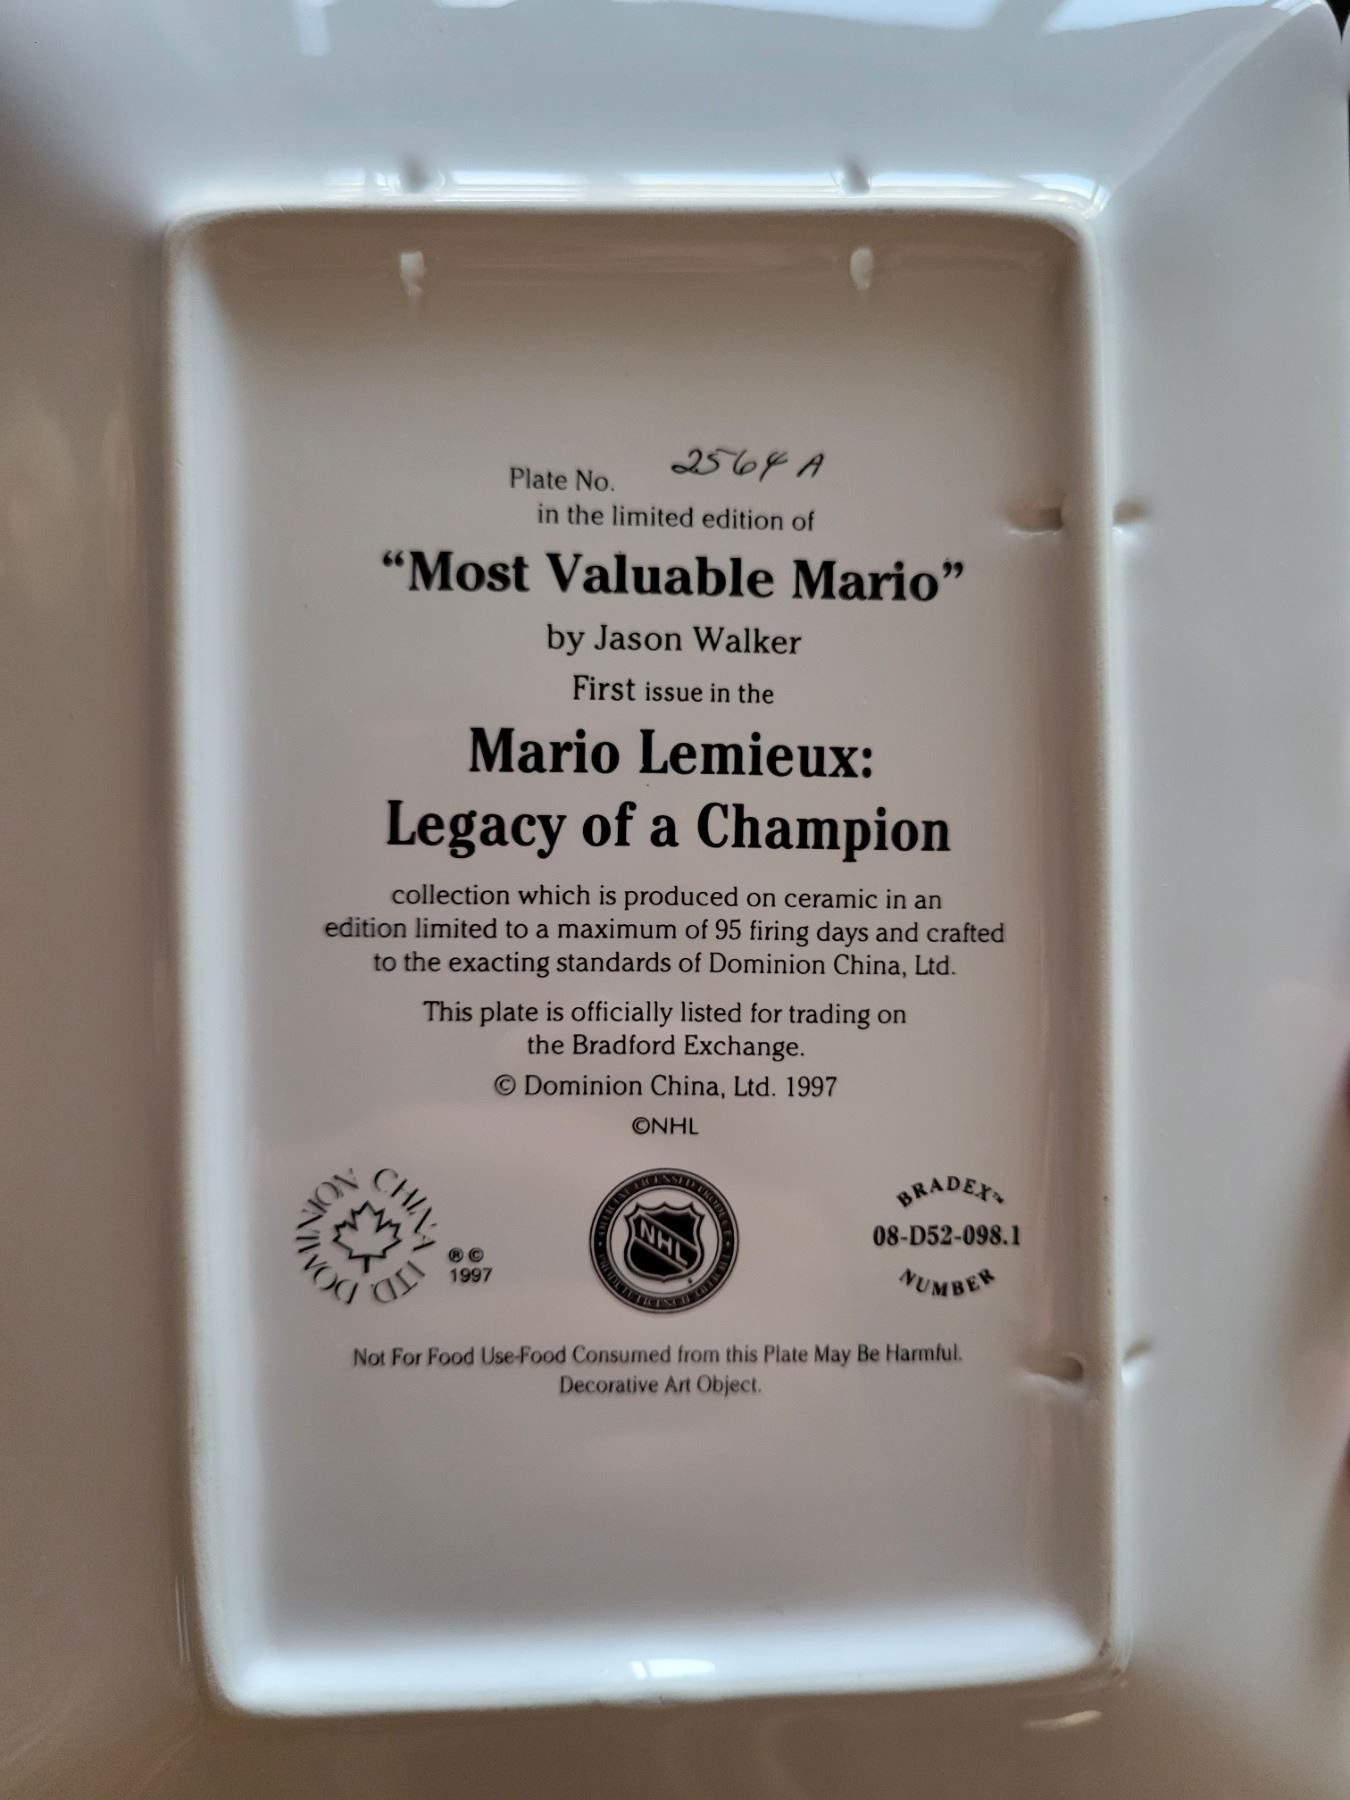 Plate No. 2564 A
in the limited edition of
“Most Valuable Mario”
by Jason Walker
First issue in the
Mario Lemieux:
Legacy of a Champion
collection which is produced on ceramic in an
edition limited to a maximum of 95 firing days and crafted
to the exacting standards of Dominion China, Ltd.
This plate is officially listed for trading on
the Bradford Exchange.
© Dominion China, Ltd. 1997
©NHL
DOMINION CHINA LTD.
® ©
1997
NHL
BRADEX™
08-D52-098.1
NUMBER
Not For Food Use-Food Consumed from this Plate May Be Harmful.
Decorative Art Object.